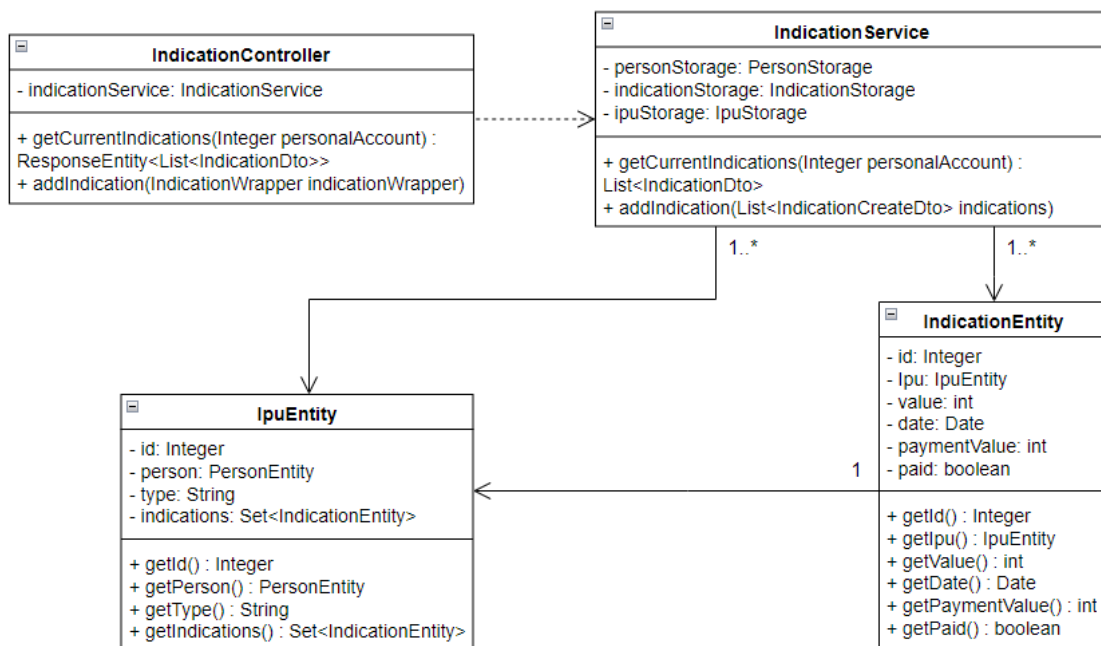 IndicationController
- indicationService: IndicationService
+ getCurrentIndications(Integer personalAccount) :
ResponseEntity<List<IndicationDto>>
+ addIndication(IndicationWrapper indicationWrapper)
IndicationService
- personStorage: PersonStorage
- indicationStorage: IndicationStorage
- ipuStorage: IpuStorage
+ getCurrentIndications(Integer personalAccount) :
List<IndicationDto>
+ addIndication(List<IndicationCreateDto> indications)
1..*
1..*
IpuEntity
- id: Integer
- person: PersonEntity
- type: String
- indications: Set<IndicationEntity>
+ getId() : Integer
+ getPerson() : PersonEntity
+ getType() : String
+ getIndications() : Set<IndicationEntity>
1
IndicationEntity
- id: Integer
- Ipu: IpuEntity
- value: int
- date: Date
- paymentValue: int
- paid: boolean
+ getId() : Integer
+ getIpu() : IpuEntity
+ getValue() : int
+ getDate() : Date
+ getPaymentValue() : int
+ getPaid() : boolean